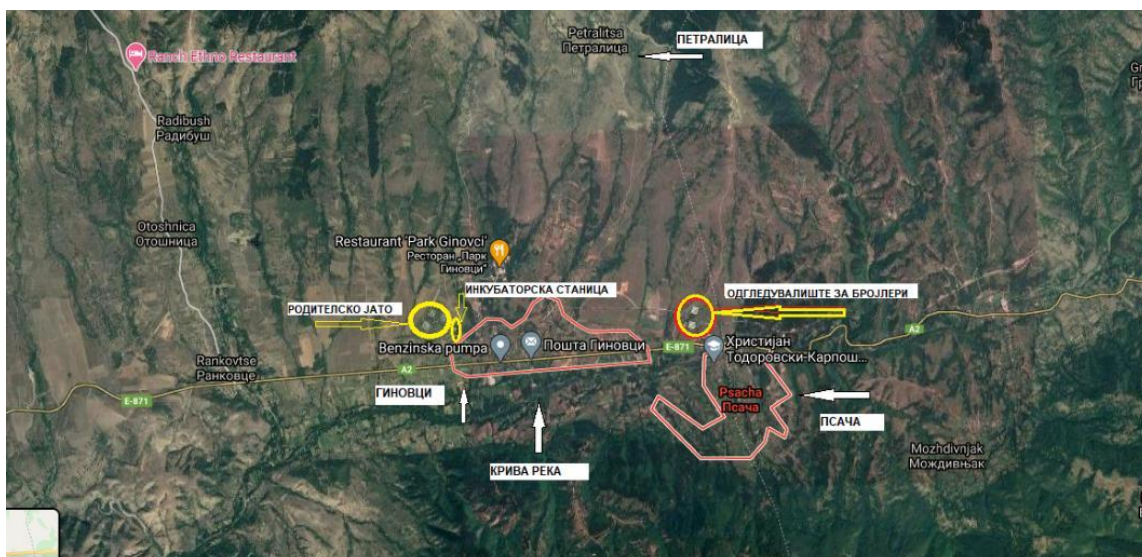 Petralitsa
Петралица
ПЕТРАЛИЦА
Ranch Ethno Restaurant
Radibush
Радибуш
Otoshnica
Отошница
Restaurant 'Park Ginovci'
Ресторан „Парк
Гиновци"
ИНКУБАТОРСКА СТАНИЦА
РОДИТЕЛСКО ЈАТО
ОДГЛЕДУВАЛИШТЕ ЗА БРОЈЛЕРИ
A2
Benzinska pumpa
Пошта Гиновци
E-871
Христијан
Тодоровски-Карпош...
Rankovtse
Ранковце
A2
E-871
ГИНОВЦИ
Psacha
Псача
ПСАЧА
КРИВА РЕКА
Mozhdivnjak
Мождивњак